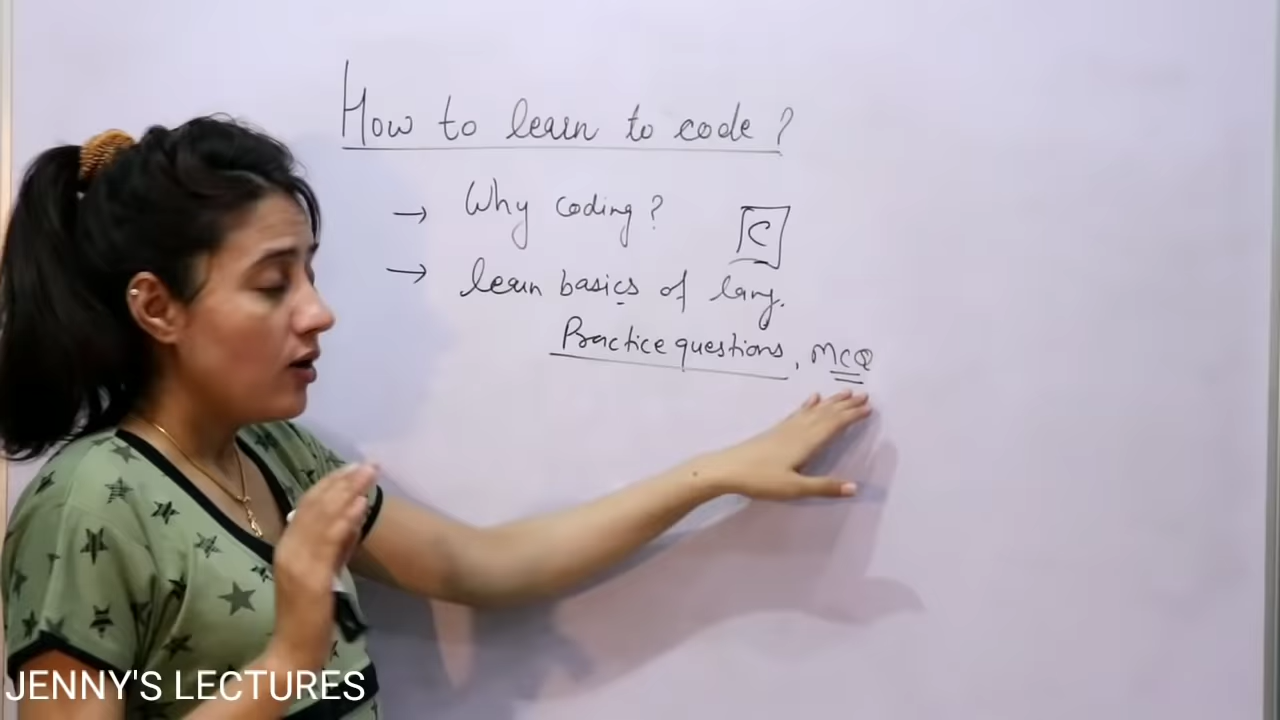 How to learn to code ?
→ Why coding ?
C
→ learn basics of lang.
Practice questions, MCQ
JENNY'S LECTURES